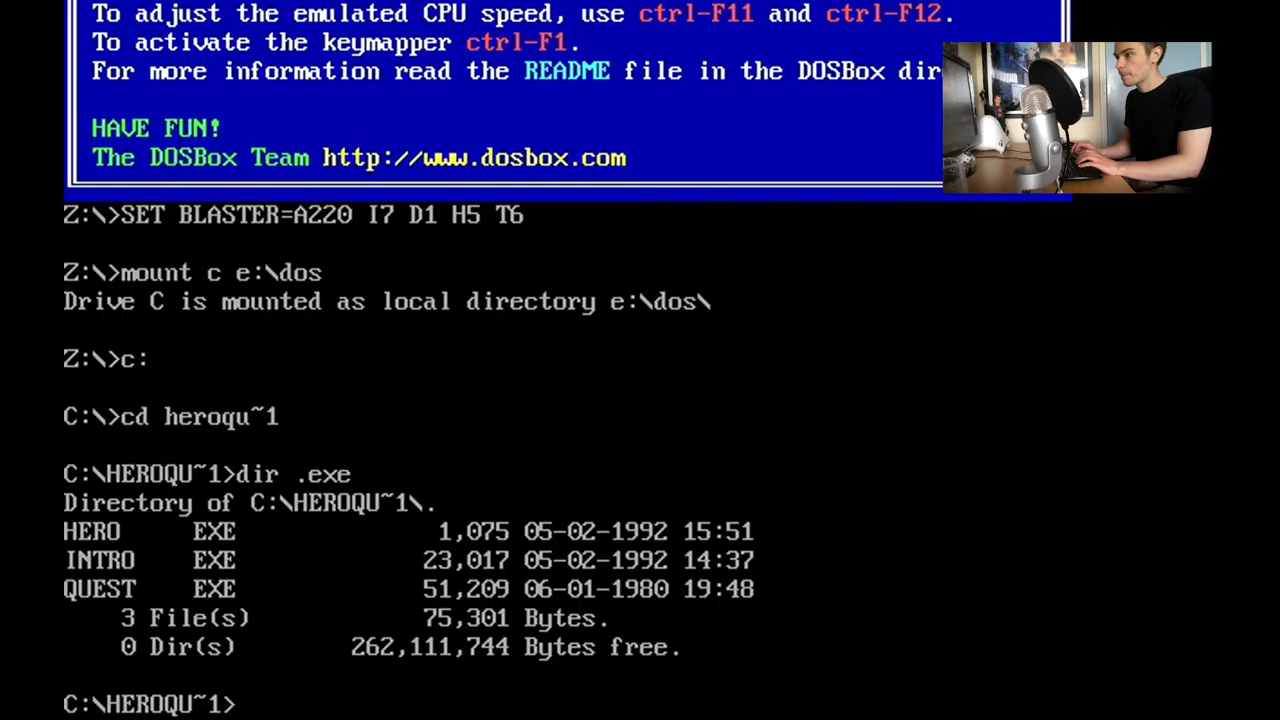 To adjust the emulated CPU speed, use ctrl-F11 and ctrl-F12.
To activate the keymapper ctrl-F1.
For more information read the README file in the DOSBox dir
HAVE FUN!
The DOSBox Team http://www.dosbox.com
Z:\>SET BLASTER=A220 I7 D1 H5 T6
Z:\>mount c e:\dos
Drive C is mounted as local directory e:\dos\
Z:\>c:
C:\>cd heroqu~1
C:\HEROQU~1>dir .exe
Directory of C:\HEROQU~1\.
HERO EXE 1,075 05-02-1992 15:51
INTRO EXE 23,017 05-02-1992 14:37
QUEST EXE 51,209 06-01-1980 19:48
3 File(s) 75,301 Bytes.
0 Dir(s) 262,111,744 Bytes free.
C:\HEROQU~1>